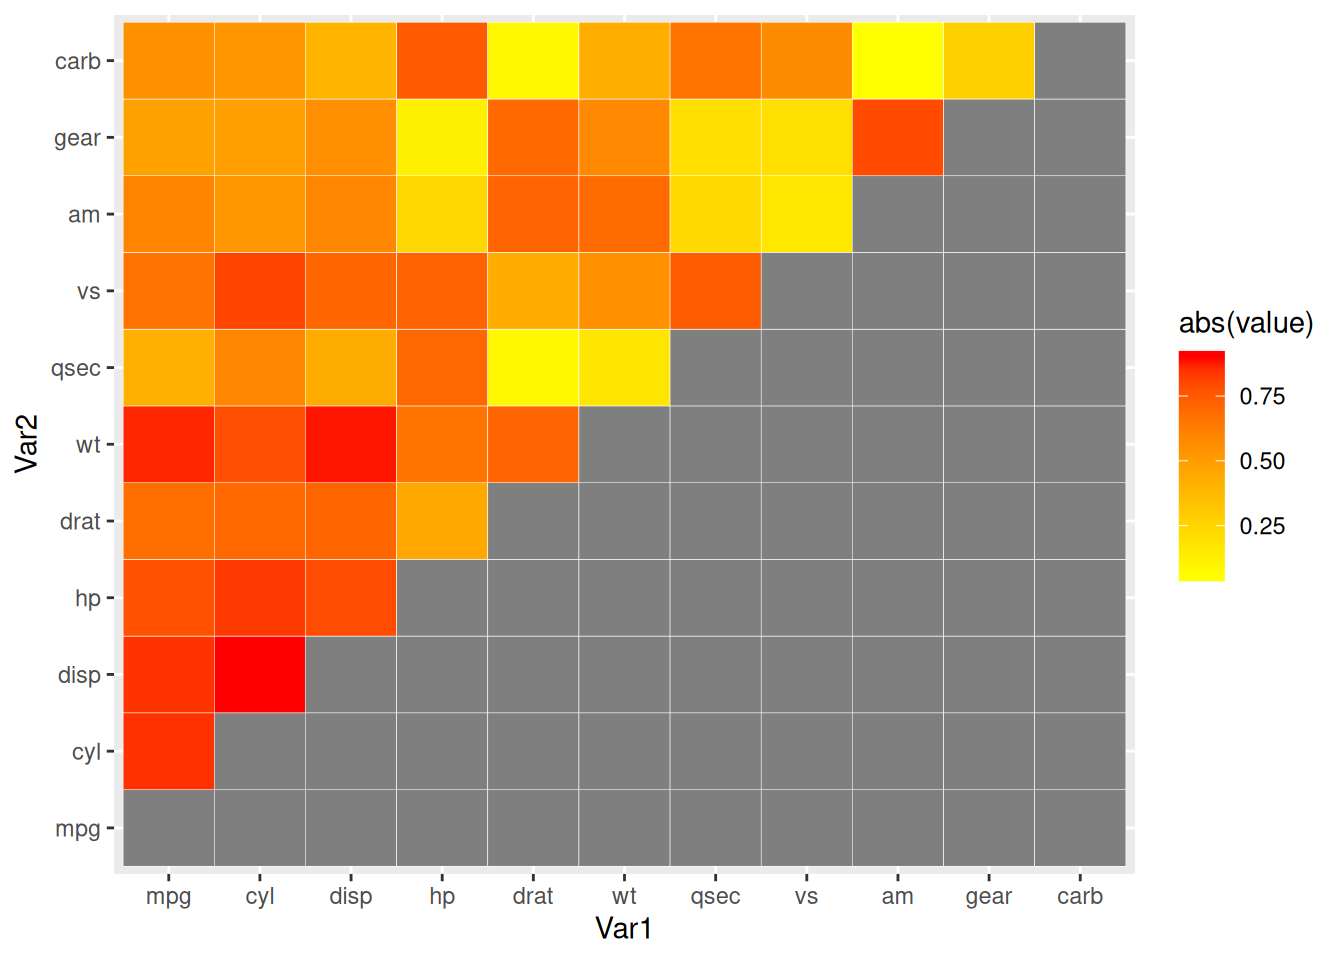 carb
gear
am
vs
qsec
wt
drat
hp
disp
cyl
mpg
Var2
mpg cyl disp hp drat wt qsec vs am gear carb
Var1
abs(value)
0.75
0.50
0.25